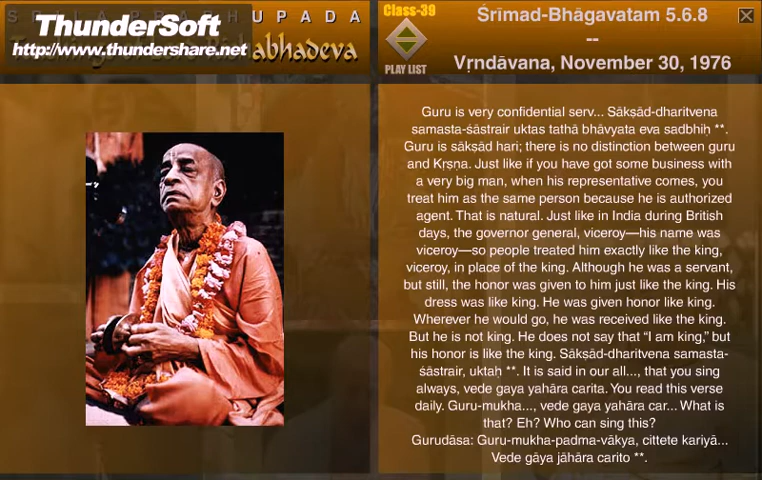 S R I L A P R A B H U P A D A
ThunderSoft
http://www.thundershare.net
abhadeva
Class-39
PLAY LIST
Śrīmad-Bhāgavatam 5.6.8
--
Vṛndāvana, November 30, 1976
Guru is very confidential serv... Sākṣād-dharitvena
samasta-śāstrair uktas tathā bhāvyata eva sadbhiḥ **.
Guru is sākṣād hari; there is no distinction between guru
and Kṛṣṇa. Just like if you have got some business with
a very big man, when his representative comes, you
treat him as the same person because he is authorized
agent. That is natural. Just like in India during British
days, the governor general, viceroy—his name was
viceroy—so people treated him exactly like the king,
viceroy, in place of the king. Although he was a servant,
but still, the honor was given to him just like the king. His
dress was like king. He was given honor like king.
Wherever he would go, he was received like the king.
But he is not king. He does not say that “I am king,” but
his honor is like the king. Sākṣād-dharitvena samasta-
śāstrair, uktaḥ **. It is said in our all..., that you sing
always, vede gaya yahāra carita. You read this verse
daily. Guru-mukha..., vede gaya yahāra car... What is
that? Eh? Who can sing this?
Gurudāsa: Guru-mukha-padma-vākya, cittete kariyā...
Vede gāya jāhāra carito **.